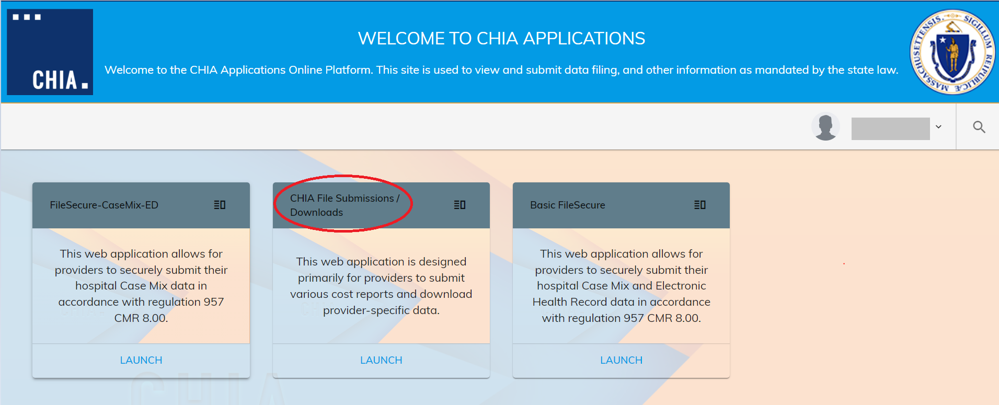 CHIA.
WELCOME TO CHIA APPLICATIONS
Welcome to the CHIA Applications Online Platform. This site is used to view and submit data filing, and other information as mandated by the state law.
SIGILLUM REIPUBLICÆ MASSACHUSETTENSIS.
FileSecure-CaseMix-ED
This web application allows for
providers to securely submit their
hospital Case Mix data in
accordance with regulation 957
CMR 8.00.
LAUNCH
CHIA File Submissions /
Downloads
This web application is designed
primarily for providers to submit
various cost reports and download
provider-specific data.
LAUNCH
Basic FileSecure
This web application allows for
providers to securely submit their
hospital Case Mix and Electronic
Health Record data in accordance
with regulation 957 CMR 8.00.
LAUNCH
CHIA